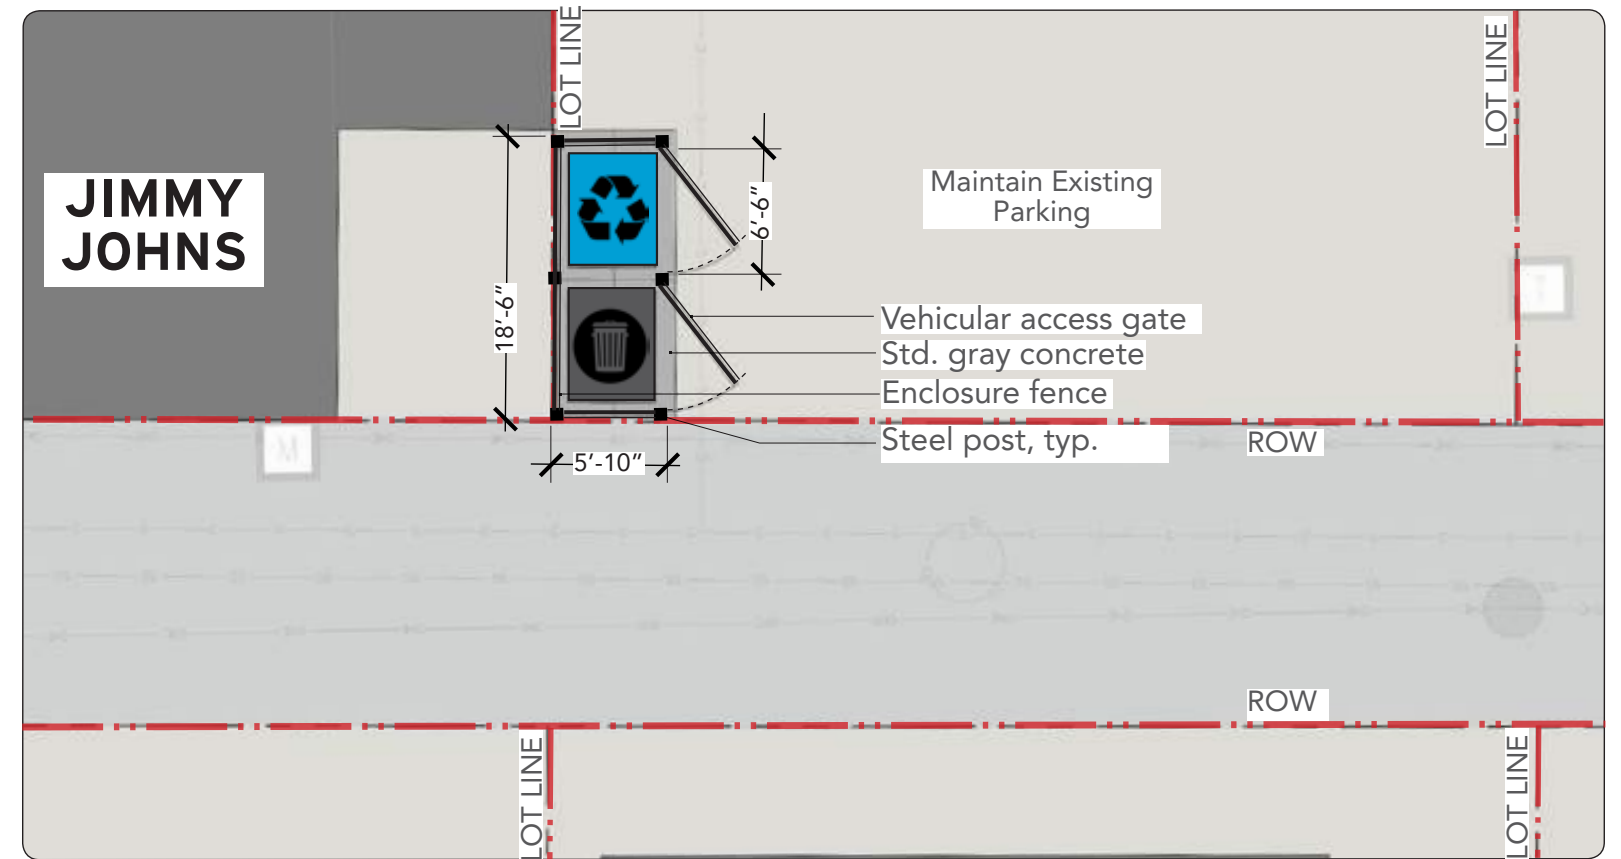 LOT LINE
LOT LINE
JIMMY
JOHNS
Maintain Existing
Parking
6'-6"
18'-6"
Vehicular access gate
Std. gray concrete
Enclosure fence
Steel post, typ.
ROW
5'-10"
M
ROW
LOT LINE
LOT LINE